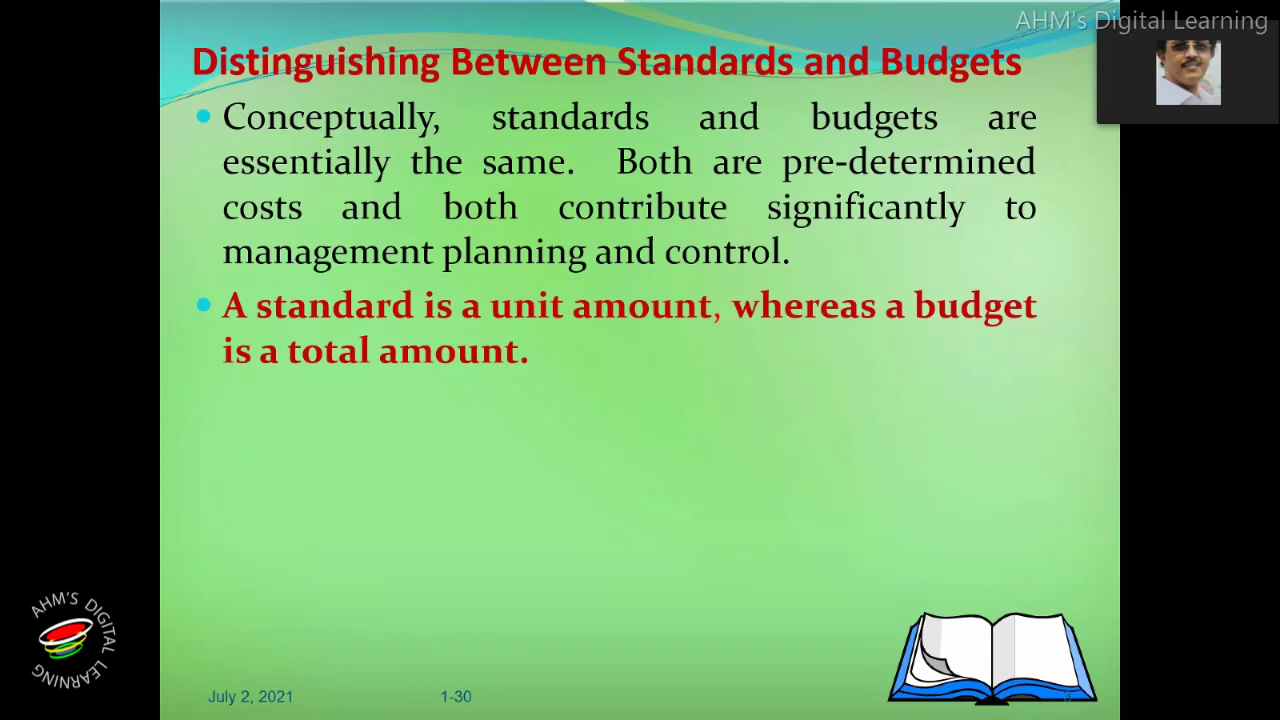 AHM's Digital Learning
Distinguishing Between Standards and Budgets
Conceptually, standards and budgets are
essentially the same. Both are pre-determined
costs and both contribute significantly to
management planning and control.
A standard is a unit amount, whereas a budget
is a total amount.
AHM'S DIGITAL LEARNING
July 2, 2021
1-30